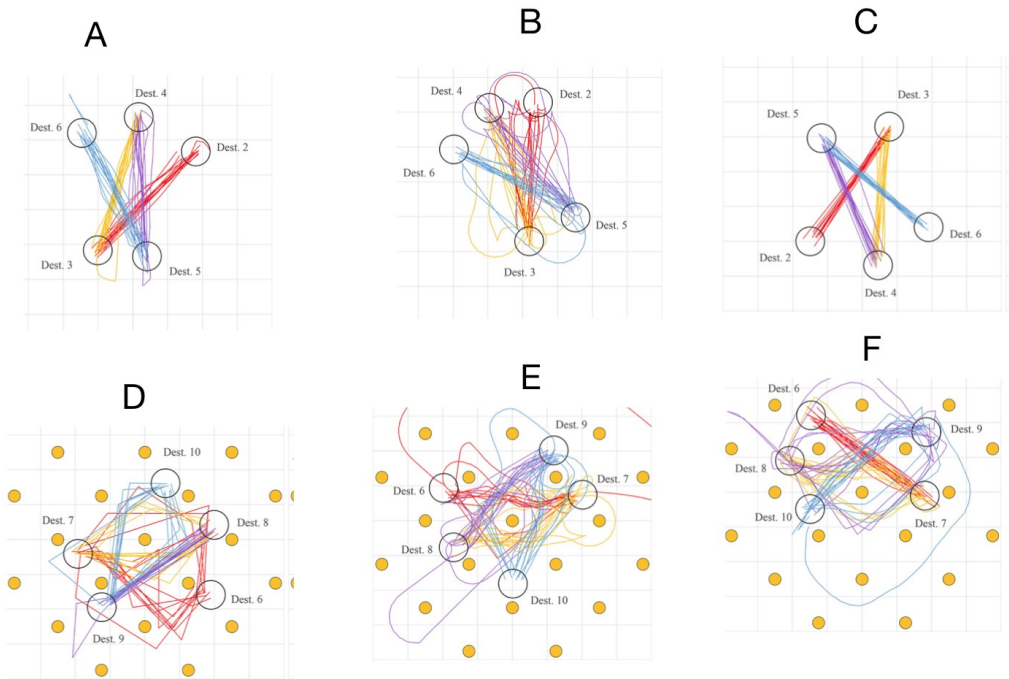 A
B
C
Dest. 4
Dest. 6
Dest. 2
Dest. 3
Dest. 5
Dest. 4
Dest. 2
Dest. 6
Dest. 5
Dest. 3
Dest. 3
Dest. 5
Dest. 2
Dest. 6
Dest. 4
D
E
F
Dest. 10
Dest. 7
Dest. 8
Dest. 6
Dest. 9
Dest. 9
Dest. 6
Dest. 7
Dest. 8
Dest. 10
Dest. 6
Dest. 9
Dest. 8
Dest. 10
Dest. 7